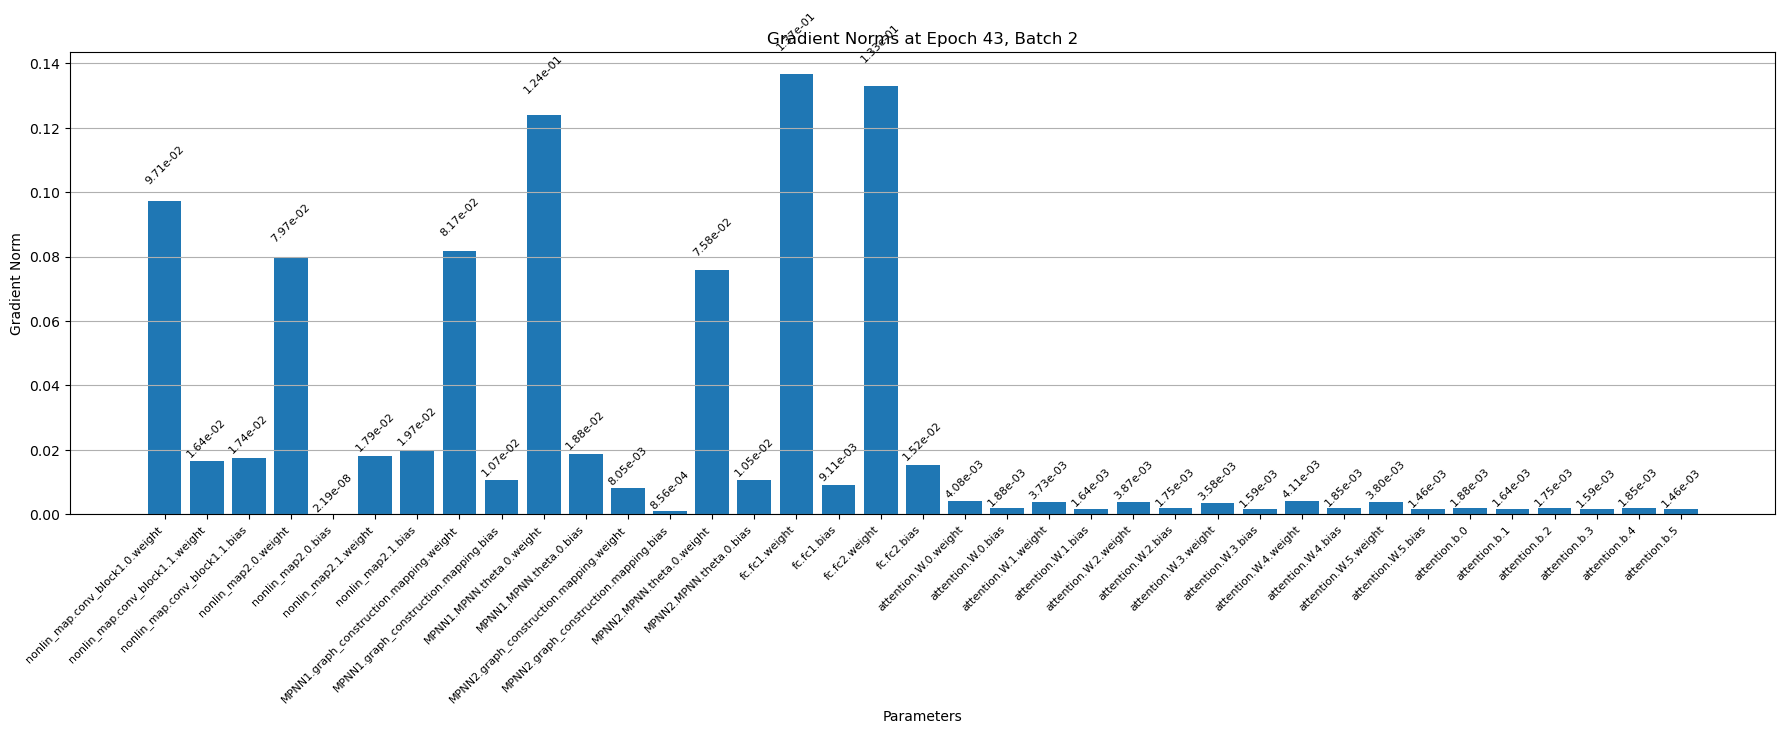 Gradient Norms at Epoch 43, Batch 2
Gradient Norm
0.14
0.12
0.10
0.08
0.06
0.04
0.02
0.00
9.71e-02
1.64e-02
1.74e-02
7.97e-02
2.19e-08
1.79e-02
1.97e-02
8.17e-02
1.07e-02
1.24e-01
1.88e-02
8.05e-03
8.56e-04
7.58e-02
1.05e-02
1.37e-01
9.11e-03
1.33e-01
1.52e-02
4.08e-03
1.88e-03
3.73e-03
1.64e-03
3.87e-03
1.75e-03
3.58e-03
1.59e-03
4.11e-03
1.85e-03
3.80e-03
1.46e-03
1.88e-03
1.64e-03
1.75e-03
1.59e-03
1.85e-03
1.46e-03
nonlin_map.conv_block1.0.weight
nonlin_map.conv_block1.1.weight
nonlin_map.conv_block1.1.bias
nonlin_map2.0.weight
nonlin_map2.0.bias
nonlin_map2.1.weight
nonlin_map2.1.bias
MPNN1.graph_construction.mapping.weight
MPNN1.graph_construction.mapping.bias
MPNN1.MPNN.theta.0.weight
MPNN1.MPNN.theta.0.bias
MPNN2.graph_construction.mapping.weight
MPNN2.graph_construction.mapping.bias
MPNN2.MPNN.theta.0.weight
MPNN2.MPNN.theta.0.bias
fc.fc1.weight
fc.fc1.bias
fc.fc2.weight
fc.fc2.bias
attention.W.0.weight
attention.W.0.bias
attention.W.1.weight
attention.W.1.bias
attention.W.2.weight
attention.W.2.bias
attention.W.3.weight
attention.W.3.bias
attention.W.4.weight
attention.W.4.bias
attention.W.5.weight
attention.W.5.bias
attention.b.0
attention.b.1
attention.b.2
attention.b.3
attention.b.4
attention.b.5
Parameters